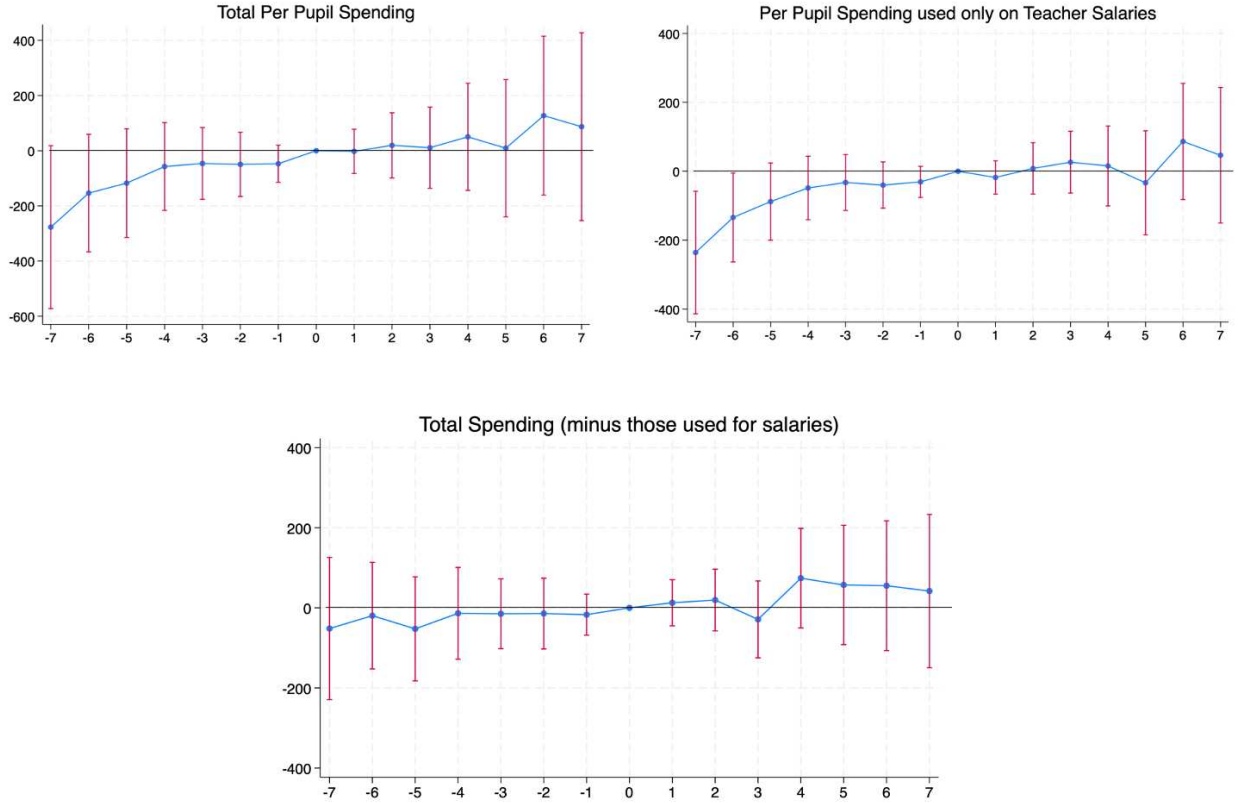 Total Per Pupil Spending
400
200
0
-200
-400
-600
-7 -6 -5 -4 -3 -2 -1 0 1 2 3 4 5 6 7
Per Pupil Spending used only on Teacher Salaries
400
200
0
-200
-400
-7 -6 -5 -4 -3 -2 -1 0 1 2 3 4 5 6 7
Total Spending (minus those used for salaries)
400
200
0
-200
-400
-7 -6 -5 -4 -3 -2 -1 0 1 2 3 4 5 6 7